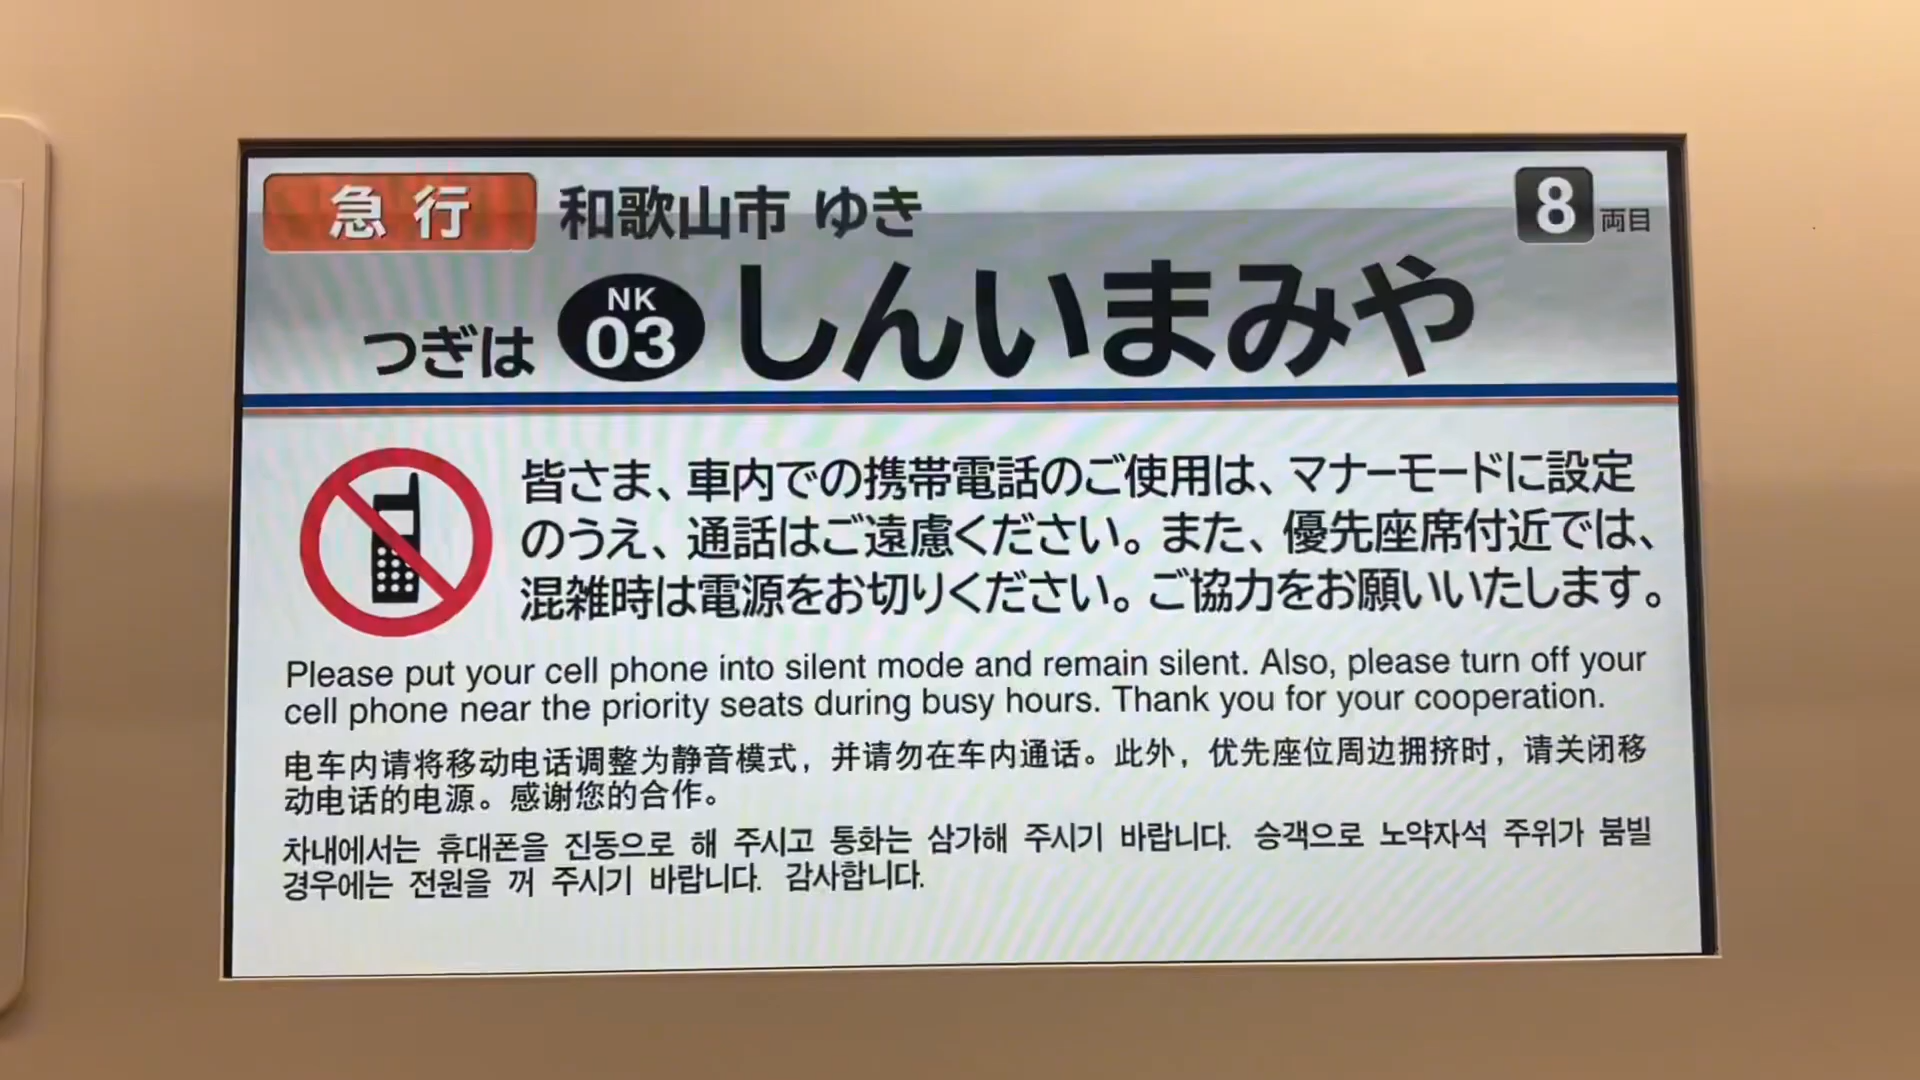 急行 和歌山市 ゆき 8 両目
つぎは NK 03 しんいまみや
皆さま、車内での携帯電話のご使用は、マナーモードに設定
のうえ、通話はご遠慮ください。また、優先座席付近では、
混雑時は電源をお切りください。ご協力をお願いいたします。
Please put your cell phone into silent mode and remain silent. Also, please turn off your
cell phone near the priority seats during busy hours. Thank you for your cooperation.
电车内请将移动电话调整为静音模式，并请勿在车内通话。此外，优先座位周边拥挤时，请关闭移
动电话的电源。感谢您的合作。
차내에서는 휴대폰을 진동으로 해 주시고 통화는 삼가해 주시기 바랍니다. 승객으로 노약자석 주위가 붐빌
경우에는 전원을 꺼 주시기 바랍니다. 감사합니다.